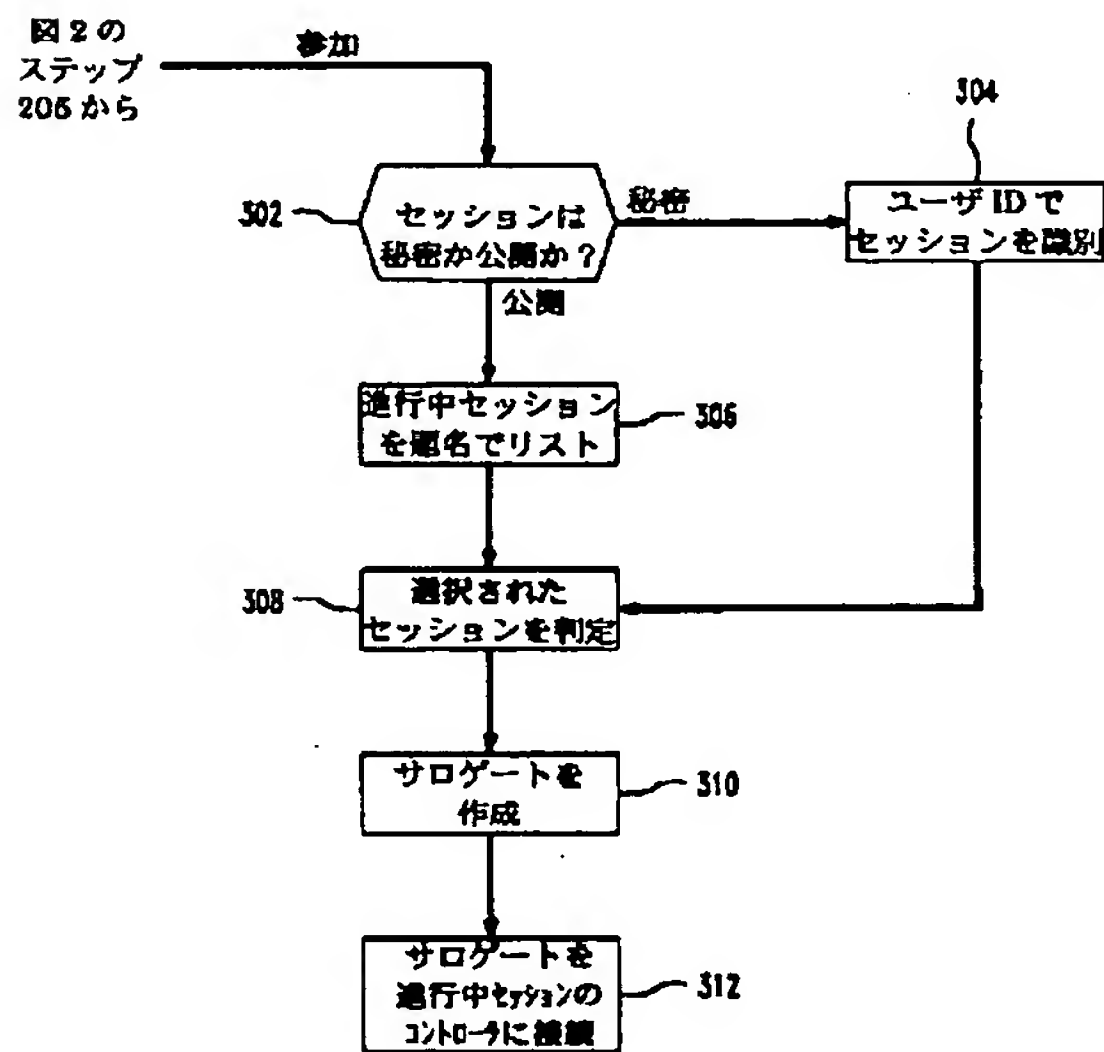 図2の
ステップ
205から
参加
304
302
セッションは
秘密か公開か?
秘密
ユーザIDで
セッションを識別
公開
進行中セッション
を題名でリスト
306
308
選択された
セッションを判定
サロゲートを
作成
310
サロゲートを
進行中セッションの
コントローラに接続
312